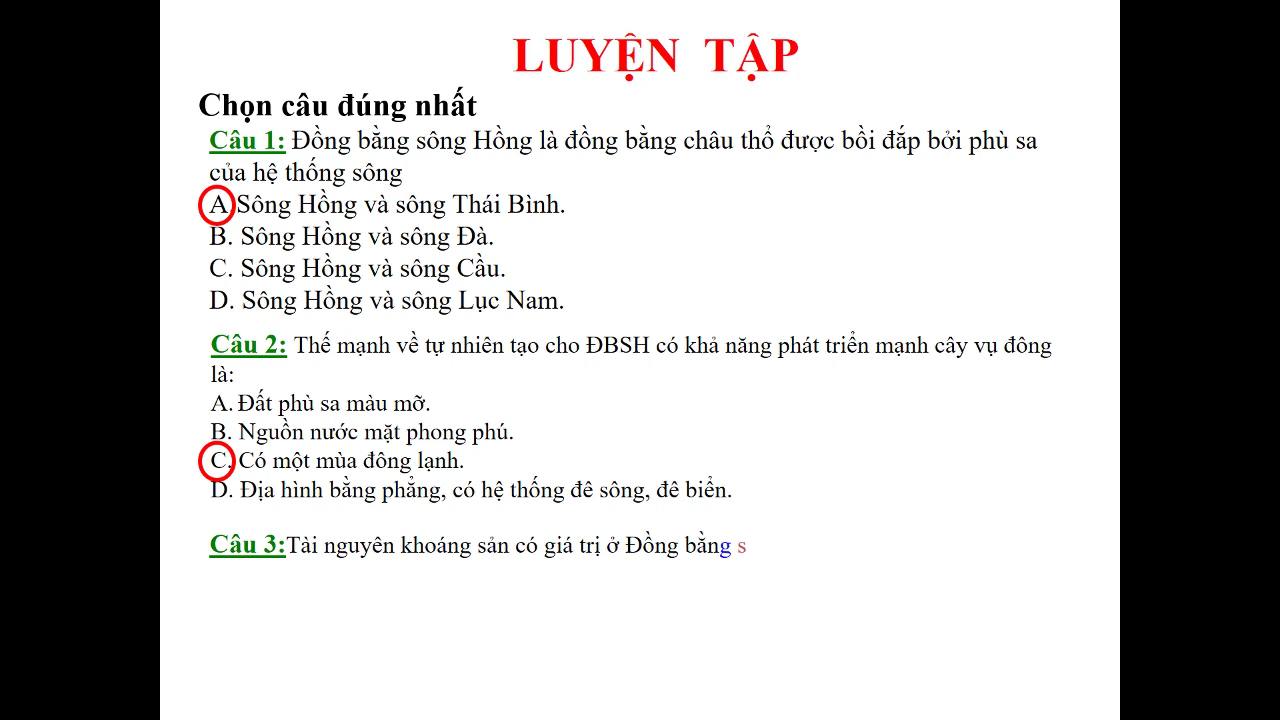 LUYỆN TẬP
Chọn câu đúng nhất
Câu 1: Đồng bằng sông Hồng là đồng bằng châu thổ được bồi đắp bởi phù sa
của hệ thống sông
A Sông Hồng và sông Thái Bình.
B. Sông Hồng và sông Đà.
C. Sông Hồng và sông Cầu.
D. Sông Hồng và sông Lục Nam.
Câu 2: Thế mạnh về tự nhiên tạo cho ĐBSH có khả năng phát triển mạnh cây vụ đông
là:
A. Đất phù sa màu mỡ.
B. Nguồn nước mặt phong phú.
C. Có một mùa đông lạnh.
D. Địa hình bằng phẳng, có hệ thống đê sông, đê biển.
Câu 3:Tài nguyên khoáng sản có giá trị ở Đồng bằng s